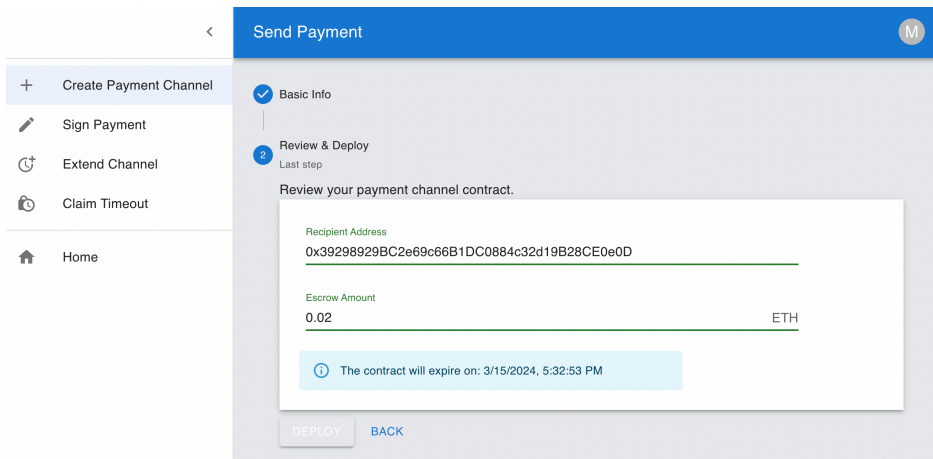 Send Payment
M
Create Payment Channel
Sign Payment
Extend Channel
Claim Timeout
Home
Basic Info
2
Review & Deploy
Last step
Review your payment channel contract.
Recipient Address
0x39298929BC2e69c66B1DC0884c32d19B28CE0e0D
Escrow Amount
0.02 ETH
The contract will expire on: 3/15/2024, 5:32:53 PM
DEPLOY BACK